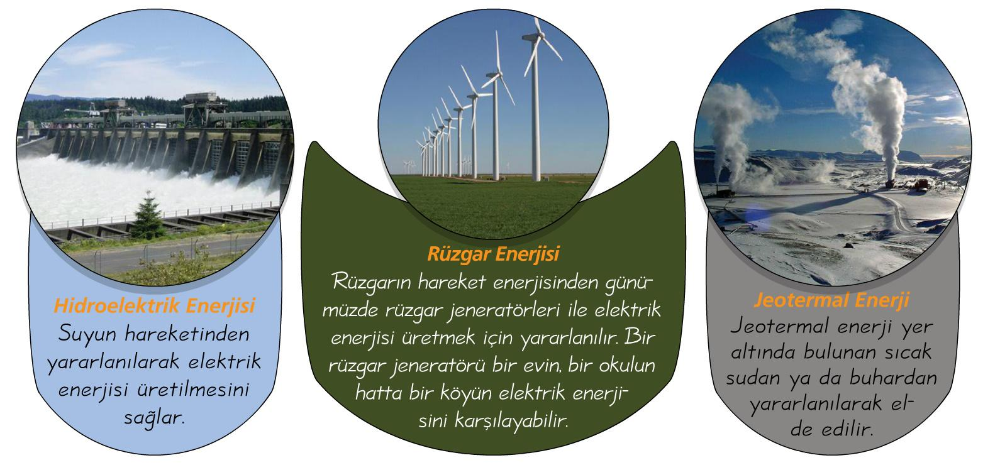 Hidroelektrik Enerjisi
Suyun hareketinden
yararlanılarak elektrik
enerjisi üretilmesini
sağlar.
Rüzgar Enerjisi
Rüzgarın hareket enerjisinden günü-
müzde rüzgar jeneratörleri ile elektrik
enerjisi üretmek için yararlanılır. Bir
rüzgar jeneratörü bir evin, bir okulun
hatta bir köyün elektrik enerji-
sini karşılayabilir.
Jeotermal Enerji
Jeotermal enerji yer
altında bulunan sıcak
sudan ya da buhardan
yararlanılarak el-
de edilir.